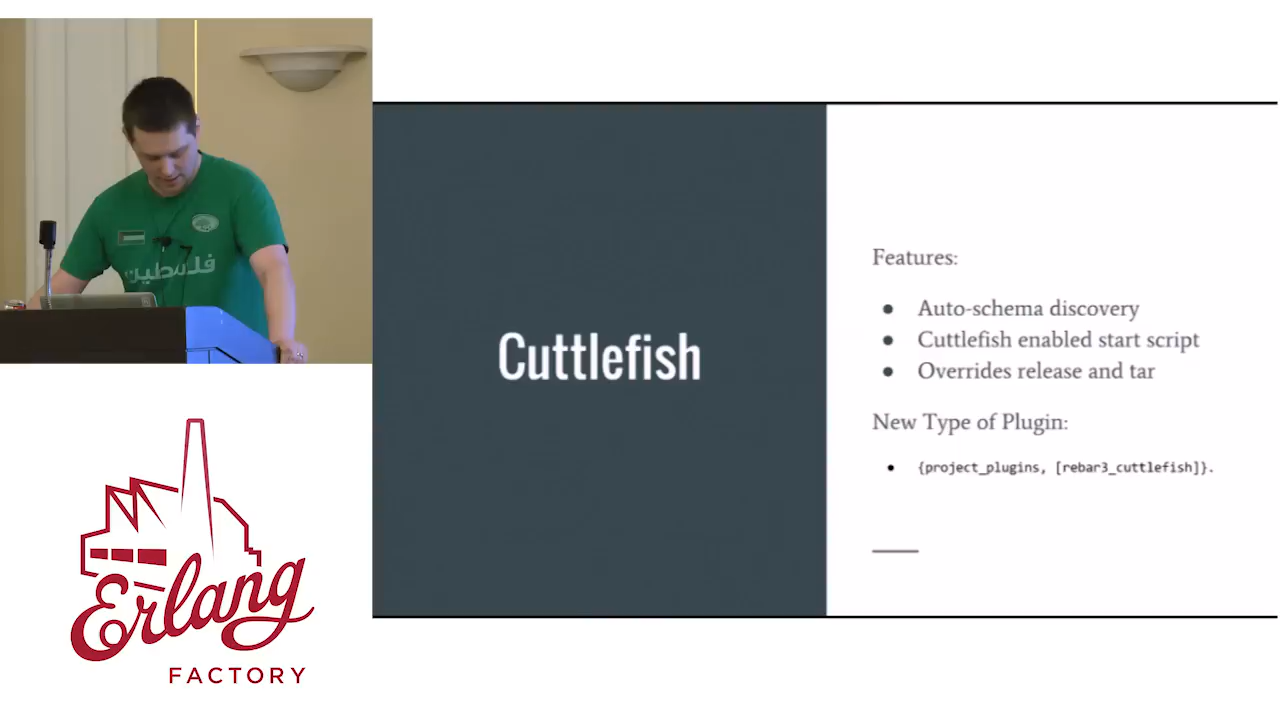 فلسطين
Cuttlefish
Features:
● Auto-schema discovery
● Cuttlefish enabled start script
● Overrides release and tar
New Type of Plugin:
● {project_plugins, [rebar3_cuttlefish]}.
Erlang
FACTORY